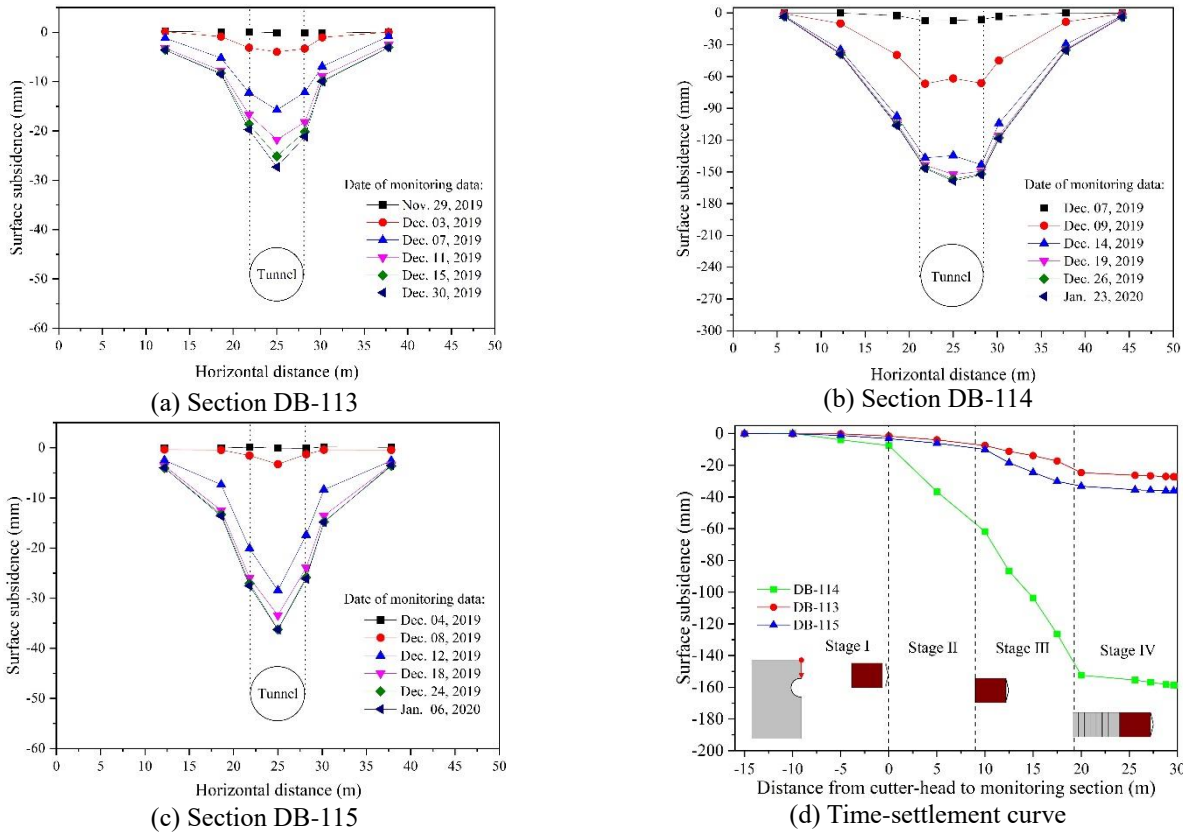 Surface subsidence (mm)
0
-10
-20
-30
-40
-50
-60
Date of monitoring data:
Nov. 29, 2019
Dec. 03, 2019
Dec. 07, 2019
Dec. 11, 2019
Dec. 15, 2019
Dec. 30, 2019
Tunnel
0 5 10 15 20 25 30 35 40 45 50
Horizontal distance (m)
(a) Section DB-113
Surface subsidence (mm)
0
-30
-60
-90
-120
-150
-180
-210
-240
-270
-300
Date of monitoring data:
Dec. 07, 2019
Dec. 09, 2019
Dec. 14, 2019
Dec. 19, 2019
Dec. 26, 2019
Jan. 23, 2020
Tunnel
0 5 10 15 20 25 30 35 40 45 50
Horizontal distance (m)
(b) Section DB-114
Surface subsidence (mm)
0
-10
-20
-30
-40
-50
-60
Date of monitoring data:
Dec. 04, 2019
Dec. 08, 2019
Dec. 12, 2019
Dec. 18, 2019
Dec. 24, 2019
Jan. 06, 2020
Tunnel
0 5 10 15 20 25 30 35 40 45 50
Horizontal distance (m)
(c) Section DB-115
Surface subsidence (mm)
0
-20
-40
-60
-80
-100
-120
-140
-160
-180
-200
DB-114
DB-113
DB-115
Stage I Stage II Stage III Stage IV
-15 -10 -5 0 5 10 15 20 25 30
Distance from cutter-head to monitoring section (m)
(d) Time-settlement curve